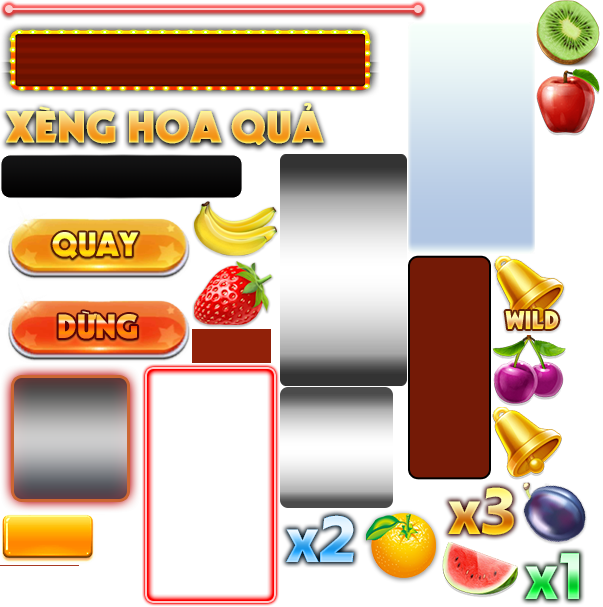 XÈNG HOA QUẢ
QUAY
DỪNG
WILD
x3
x2
x1